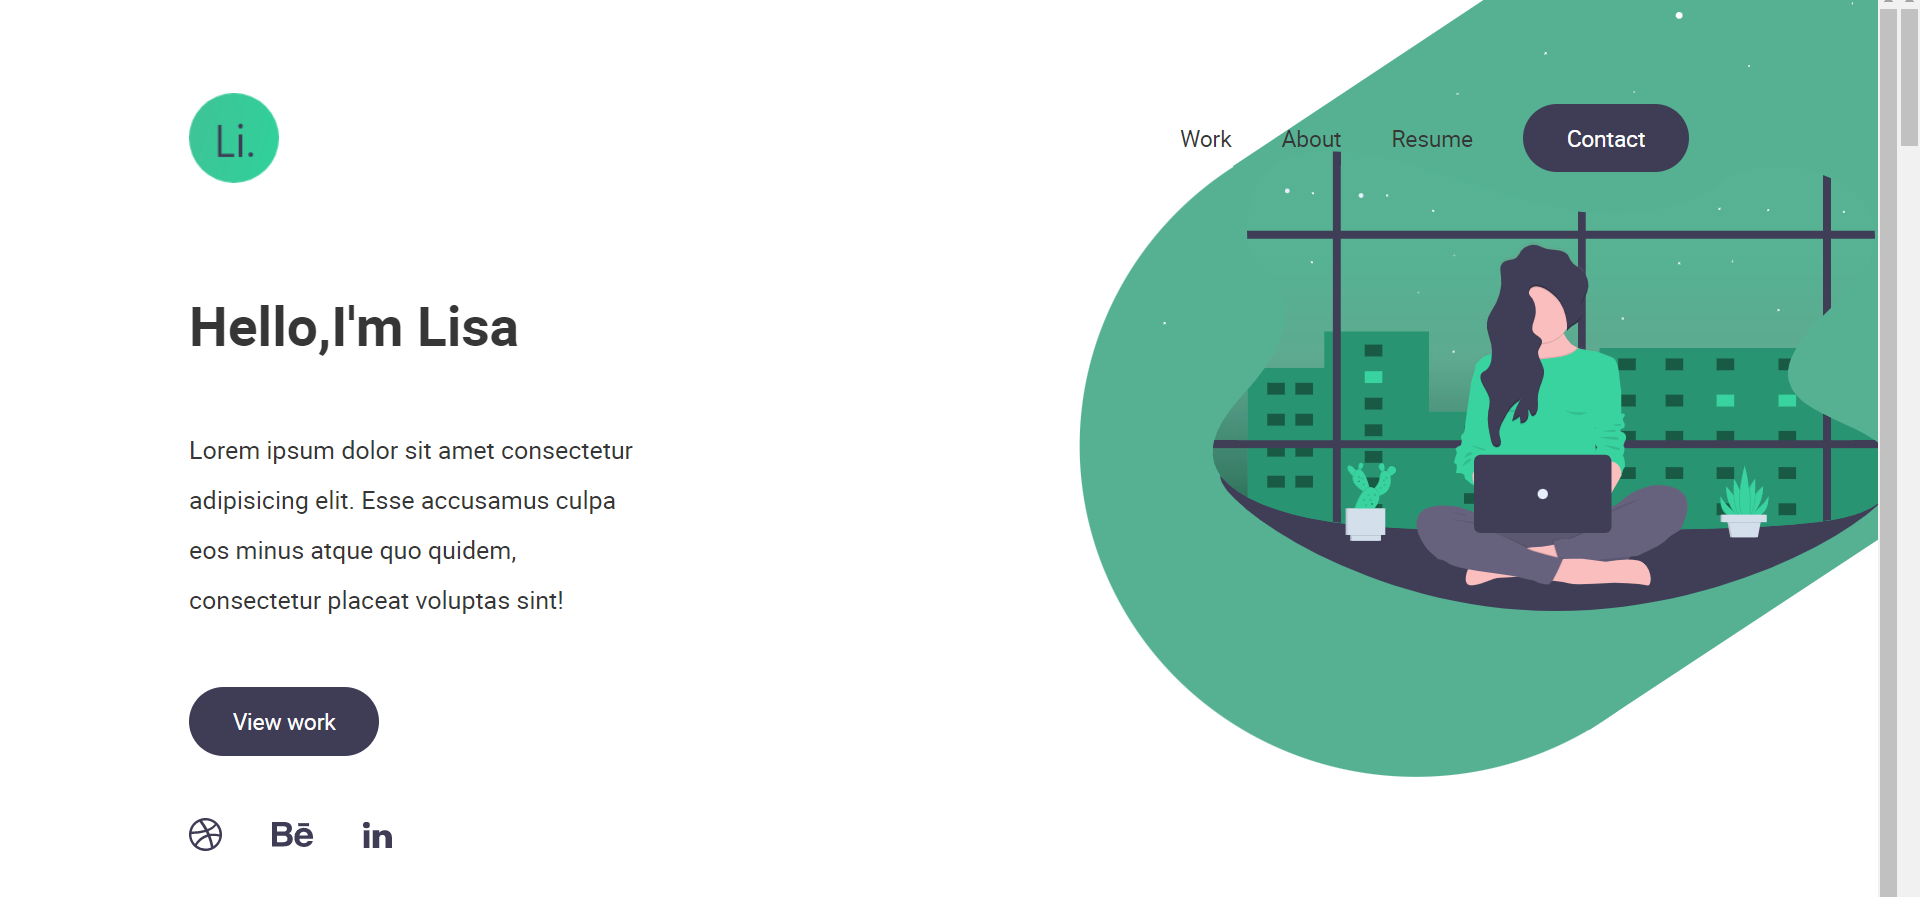 Li.
Work About Resume Contact
Hello,I'm Lisa
Lorem ipsum dolor sit amet consectetur
adipisicing elit. Esse accusamus culpa
eos minus atque quo quidem,
consectetur placeat voluptas sint!
View work
Bē in